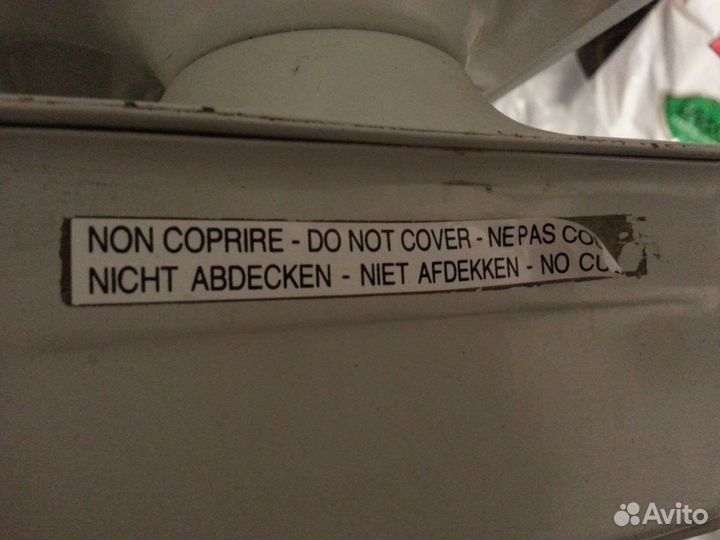 NON COPRIRE - DO NOT COVER - NE PAS
NICHT ABDECKEN - NIET AFDEKKEN - NO
Avito